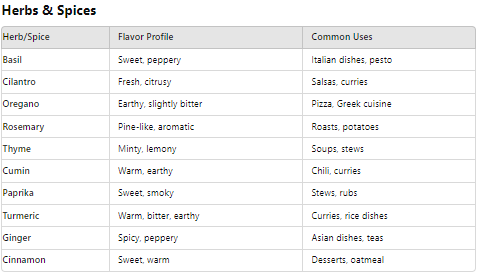 Herbs & Spices
Herb/Spice Flavor Profile Common Uses
Basil Sweet, peppery Italian dishes, pesto
Cilantro Fresh, citrusy Salsas, curries
Oregano Earthy, slightly bitter Pizza, Greek cuisine
Rosemary Pine-like, aromatic Roasts, potatoes
Thyme Minty, lemony Soups, stews
Cumin Warm, earthy Chili, curries
Paprika Sweet, smoky Stews, rubs
Turmeric Warm, bitter, earthy Curries, rice dishes
Ginger Spicy, peppery Asian dishes, teas
Cinnamon Sweet, warm Desserts, oatmeal